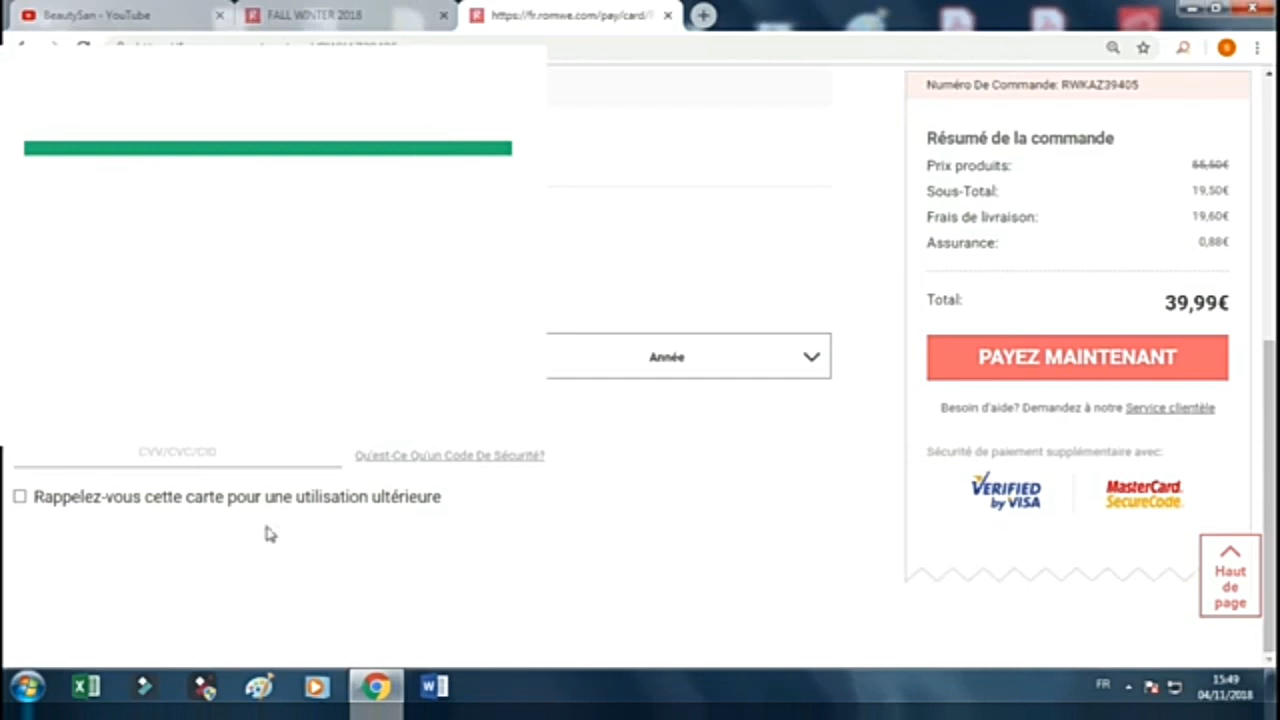 BeautySan - YouTube
FALL WINTER 2018
https://fr.romwe.com/pay/card/
Numéro De Commande: RWKAZ39405
Résumé de la commande
Prix produits:
Sous-Total: 19,50€
Frais de livraison: 19,60€
Assurance: 0,88€
Total: 39,99€
Année
PAYEZ MAINTENANT
Besoin d'aide? Demandez à notre Service clientèle
CVV/CVC/CID
Qu'est-Ce Qu'un Code De Sécurité?
Sécurité de paiement supplémentaire avec:
VERIFIED by VISA
MasterCard. SecureCode.
Rappelez-vous cette carte pour une utilisation ultérieure
Haut
de
page
FR
15:49
04/11/2018